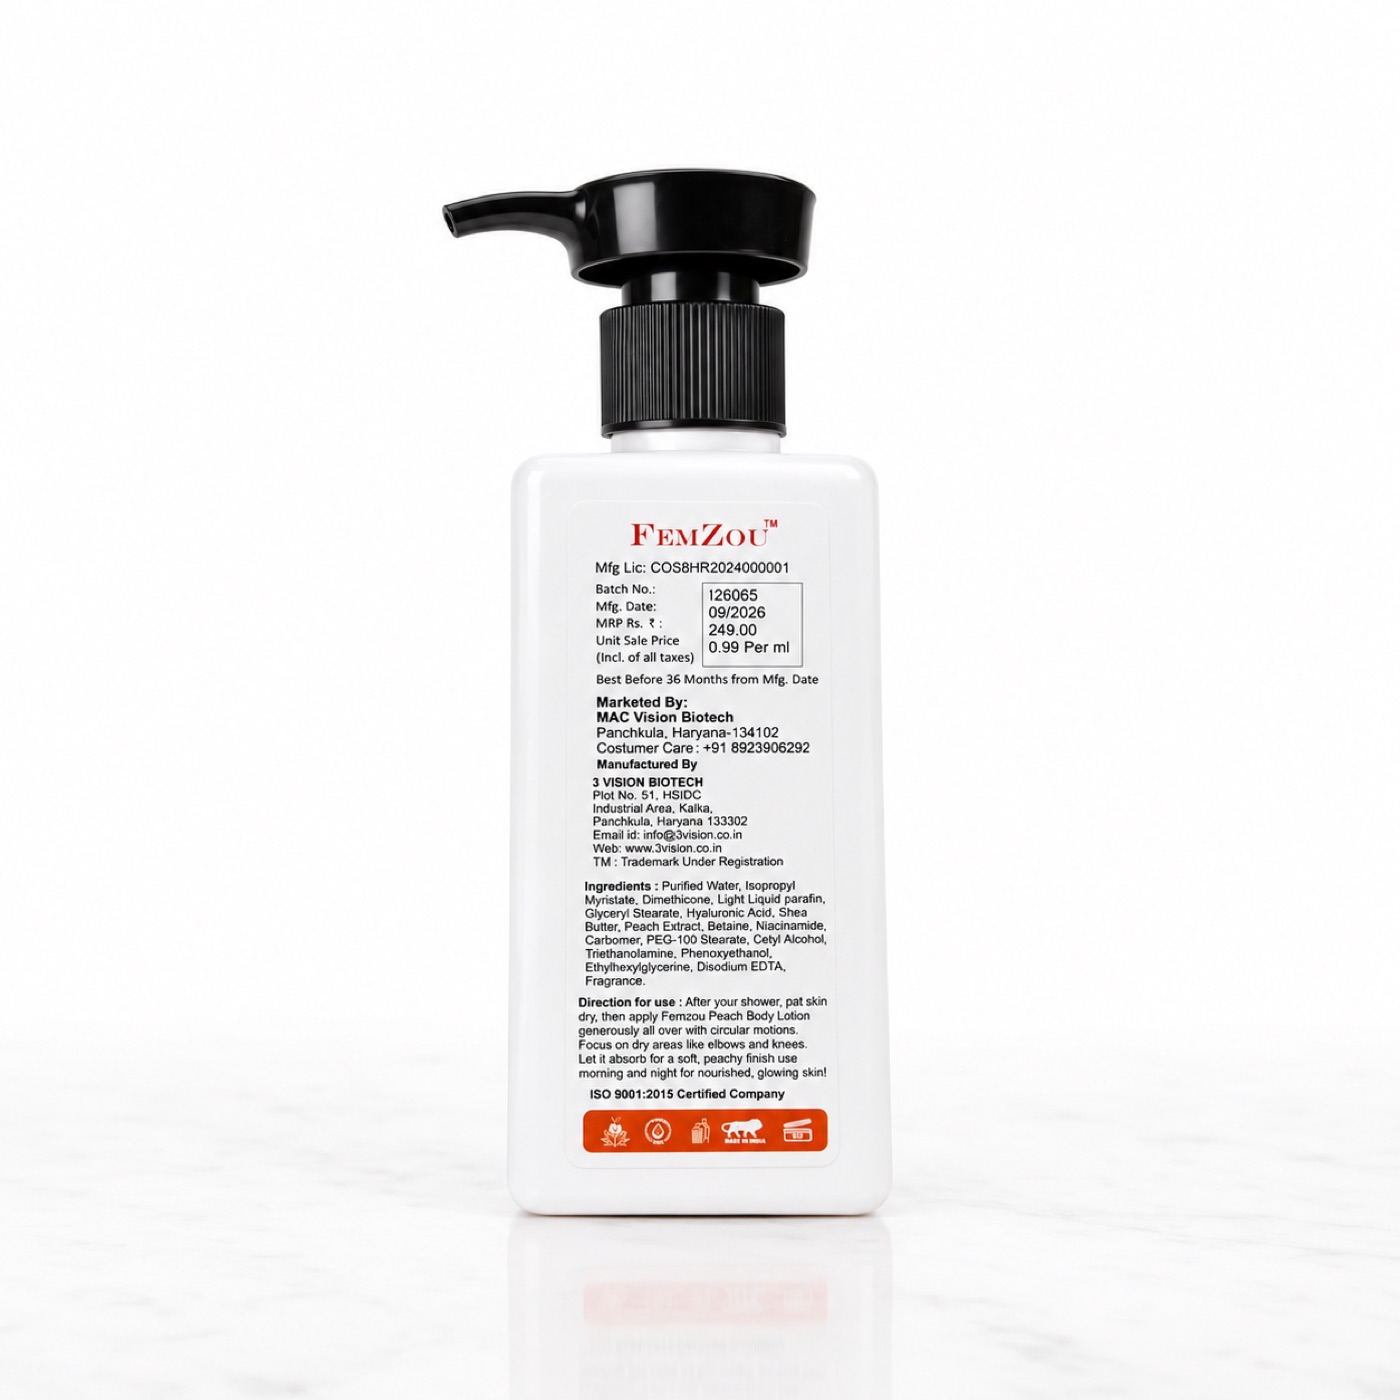 FEMZOU™
Mfg Lic: COS8HR2024000001
Batch No.: 126065
Mfg. Date: 09/2026
MRP Rs. ₹ : 249.00
Unit Sale Price 0.99 Per ml
(Incl. of all taxes)
Best Before 36 Months from Mfg. Date
Marketed By:
MAC Vision Biotech
Panchkula, Haryana-134102
Costumer Care : +91 8923906292
Manufactured By
3 VISION BIOTECH
Plot No. 51, HSIDC
Industrial Area, Kalka,
Panchkula, Haryana 133302
Email id: info@3vision.co.in
Web: www.3vision.co.in
TM : Trademark Under Registration
Ingredients : Purified Water, Isopropyl
Myristate, Dimethicone, Light Liquid parafin,
Glyceryl Stearate, Hyaluronic Acid, Shea
Butter, Peach Extract, Betaine, Niacinamide,
Carbomer, PEG-100 Stearate, Cetyl Alcohol,
Triethanolamine, Phenoxyethanol,
Ethylhexylglycerine, Disodium EDTA,
Fragrance.
Direction for use : After your shower, pat skin
dry, then apply Femzou Peach Body Lotion
generously all over with circular motions.
Focus on dry areas like elbows and knees.
Let it absorb for a soft, peachy finish use
morning and night for nourished, glowing skin!
ISO 9001:2015 Certified Company
MADE IN INDIA